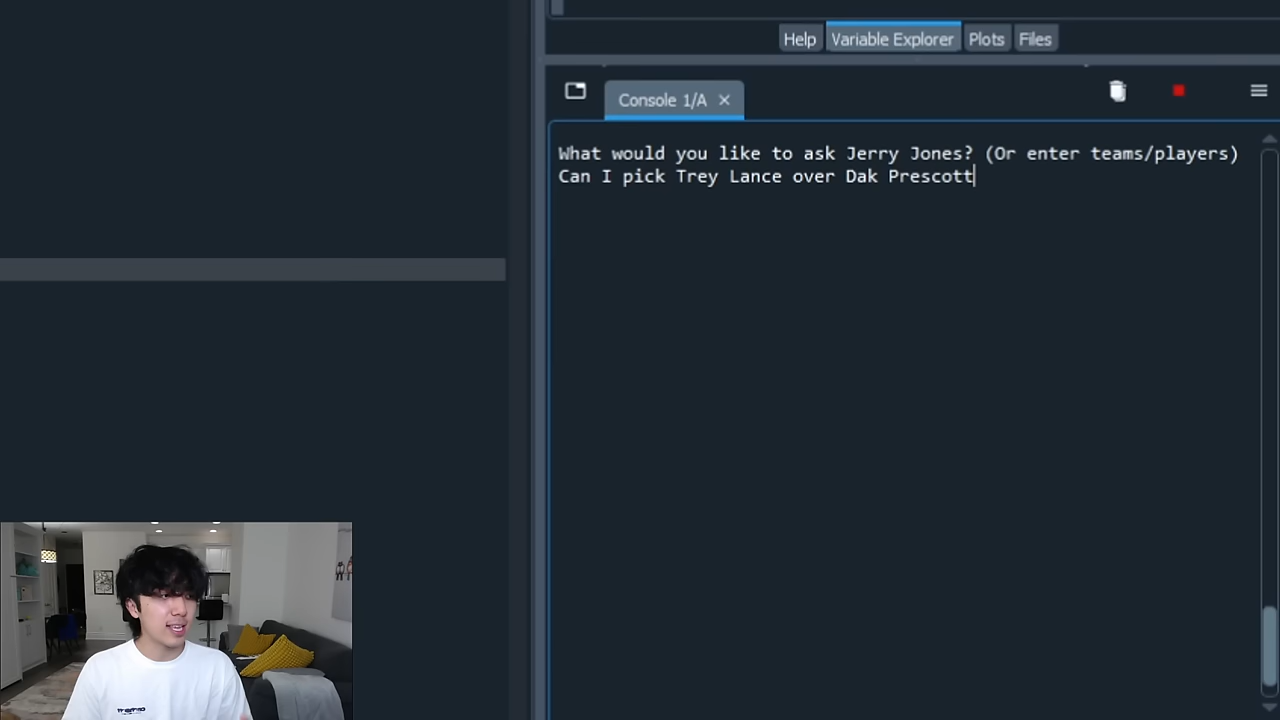 Help Variable Explorer Plots Files
Console 1/A
What would you like to ask Jerry Jones? (Or enter teams/players)
Can I pick Trey Lance over Dak Prescott